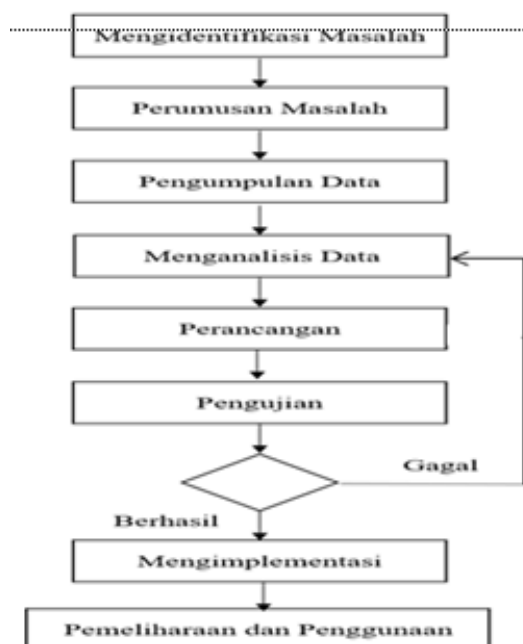 Mengidentifikasi Masalah
Perumusan Masalah
Pengumpulan Data
Menganalisis Data
Perancangan
Pengujian
Gagal
Berhasil
Mengimplementasi
Pemeliharaan dan Penggunaan